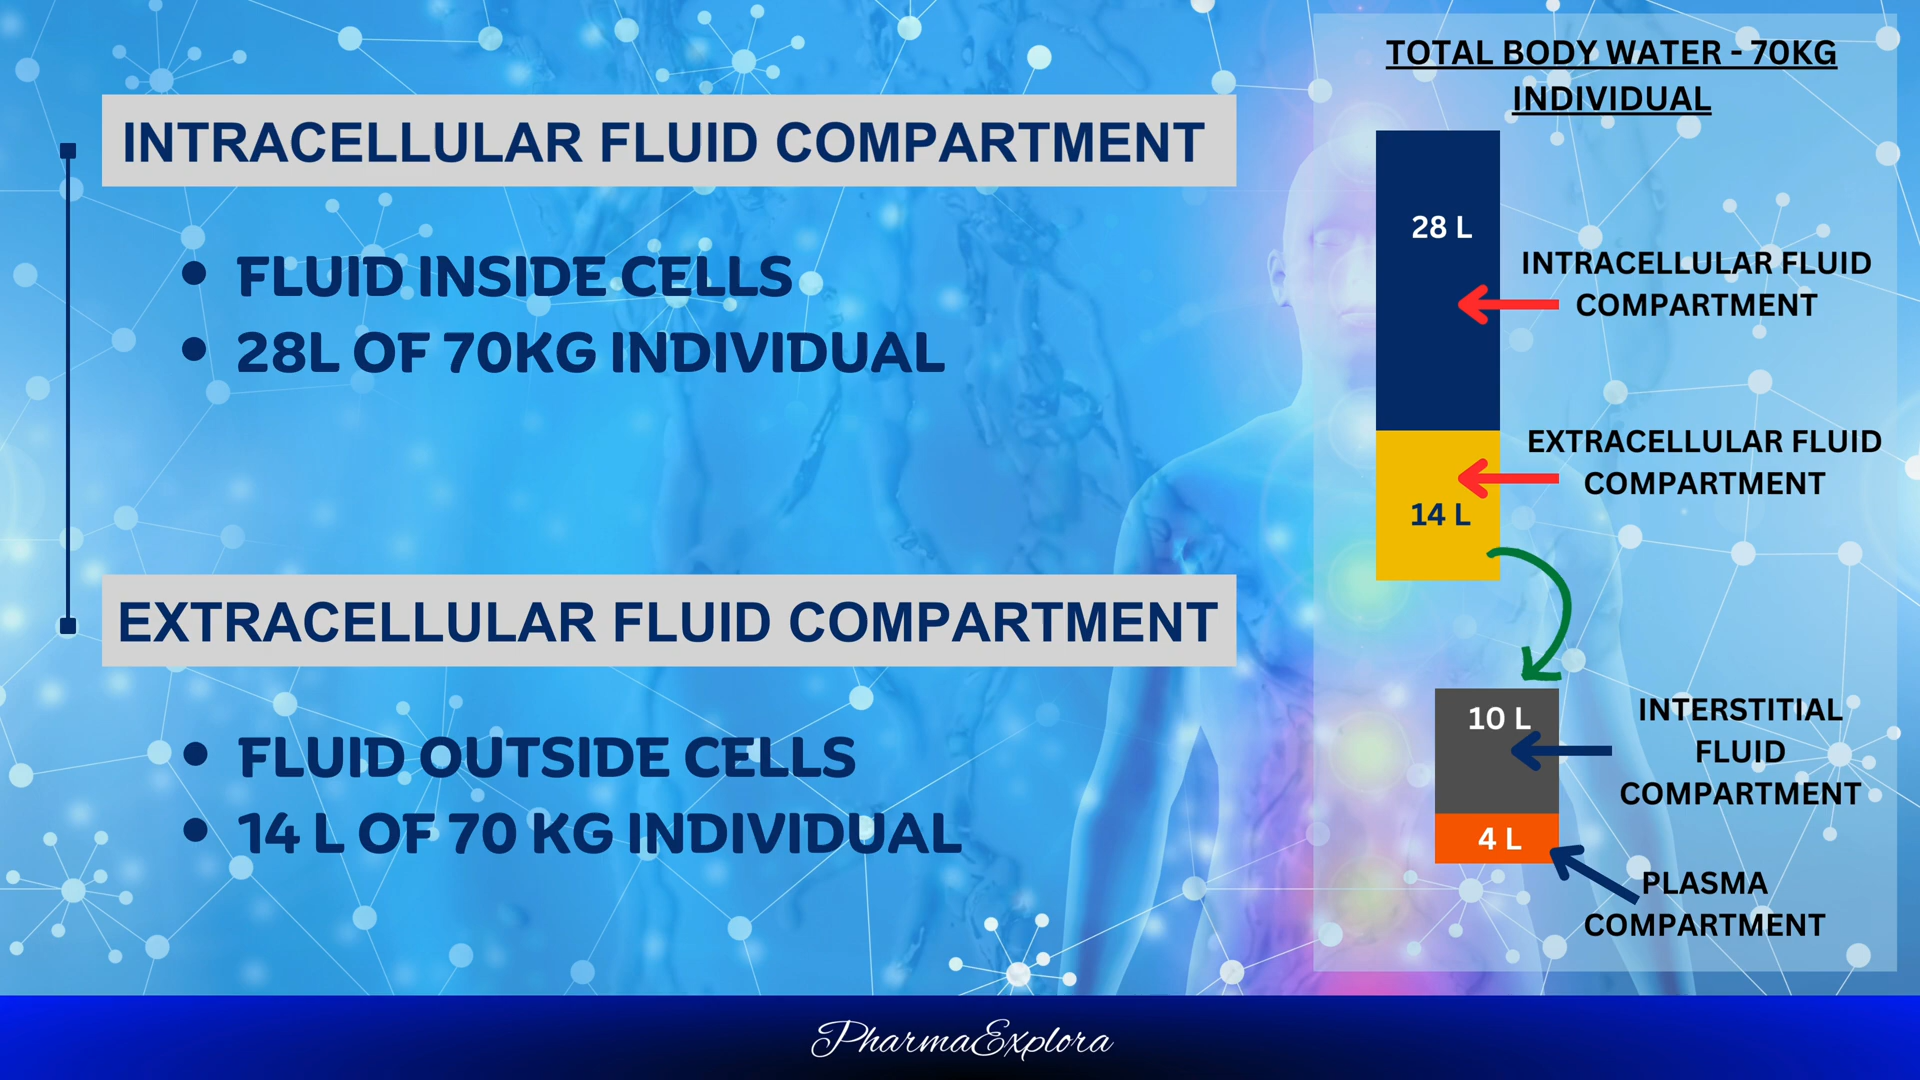 INTRACELLULAR FLUID COMPARTMENT
• FLUID INSIDE CELLS
• 28L OF 70KG INDIVIDUAL
EXTRACELLULAR FLUID COMPARTMENT
• FLUID OUTSIDE CELLS
• 14 L OF 70 KG INDIVIDUAL
TOTAL BODY WATER - 70KG
INDIVIDUAL
28 L
INTRACELLULAR FLUID
COMPARTMENT
EXTRACELLULAR FLUID
COMPARTMENT
14 L
10 L
INTERSTITIAL
FLUID
COMPARTMENT
4 L
PLASMA
COMPARTMENT
PharmaExplora